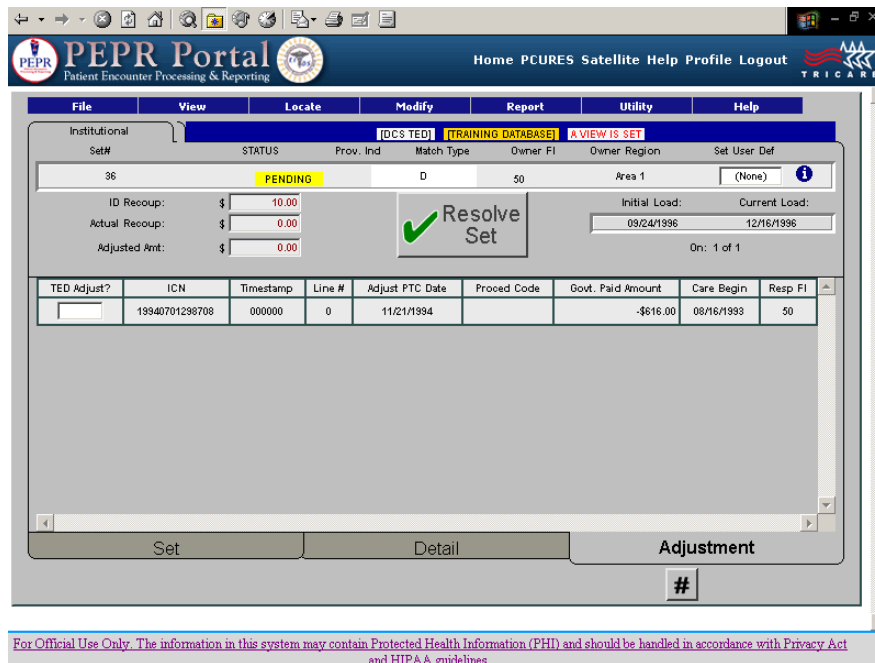 PEPR
PEPR Portal
Patient Encounter Processing & Reporting
Home PCURES Satellite Help Profile Logout
TRICARE
File View Locate Modify Report Utility Help
Institutional [DCS TED] [TRAINING DATABASE] A VIEW IS SET
Set# STATUS Prov. Ind Match Type Owner FI Owner Region Set User Def
36 PENDING D 50 Area 1 (None)
ID Recoup: $ 10.00
Actual Recoup: $ 0.00
Adjusted Amt: $ 0.00
Resolve
Set
Initial Load: Current Load:
09/24/1996 12/16/1996
On: 1 of 1
TED Adjust? ICN Timestamp Line # Adjust PTC Date Proced Code Govt. Paid Amount Care Begin Resp FI
19940701298708 000000 0 11/21/1994 -$616.00 08/16/1993 50
Set Detail Adjustment
#
For Official Use Only. The information in this system may contain Protected Health Information (PHI) and should be handled in accordance with Privacy Act
and HIPAA guidelines